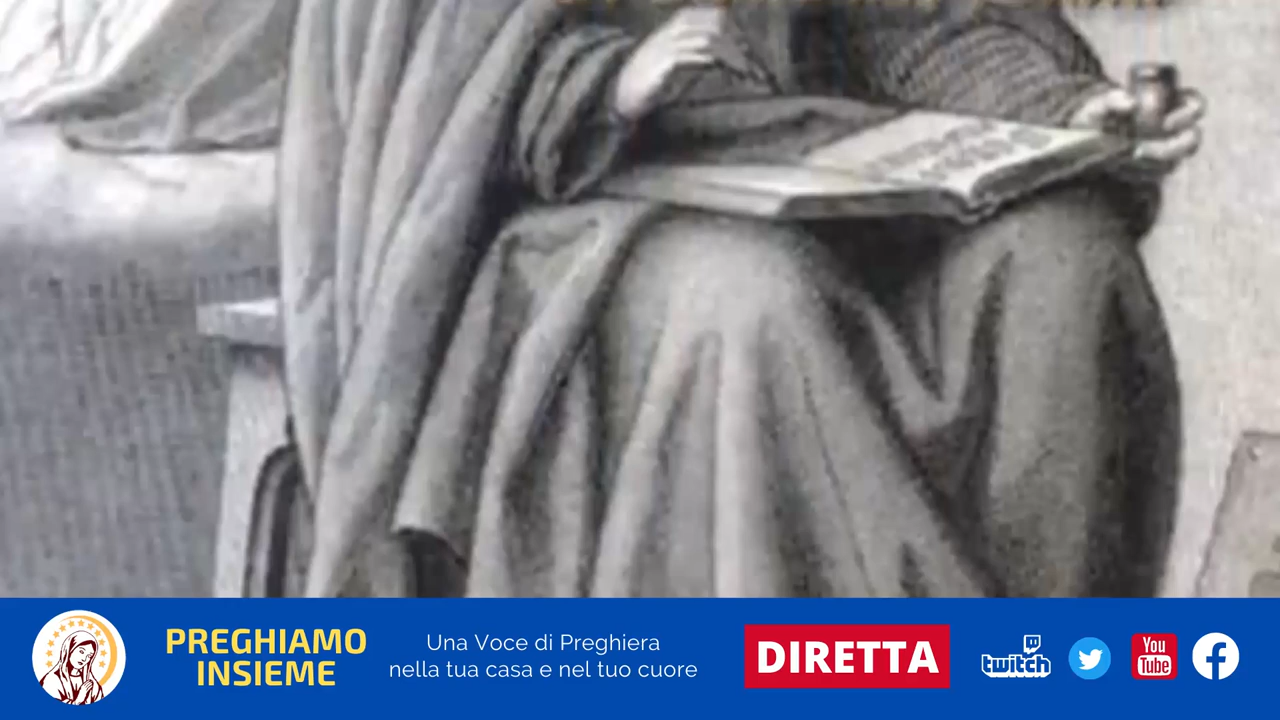 PREGHIAMO
INSIEME
Una Voce di Preghiera
nella tua casa e nel tuo cuore
DIRETTA
twitch
You
Tube